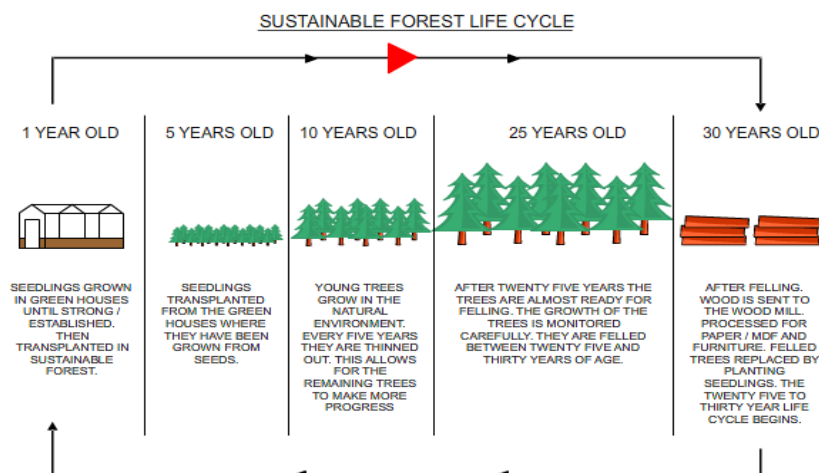 SUSTAINABLE FOREST LIFE CYCLE
1 YEAR OLD
SEEDLINGS GROWN
IN GREEN HOUSES
UNTIL STRONG /
ESTABLISHED.
THEN
TRANSPLANTED IN
SUSTAINABLE
FOREST.
5 YEARS OLD
SEEDLINGS
TRANSPLANTED
FROM THE GREEN
HOUSES WHERE
THEY HAVE BEEN
GROWN FROM
SEEDS.
10 YEARS OLD
YOUNG TREES
GROW IN THE
NATURAL
ENVIRONMENT.
EVERY FIVE YEARS
THEY ARE THINNED
OUT. THIS ALLOWS
FOR THE
REMAINING TREES
TO MAKE MORE
PROGRESS
25 YEARS OLD
AFTER TWENTY FIVE YEARS THE
TREES ARE ALMOST READY FOR
FELLING. THE GROWTH OF THE
TREES IS MONITORED
CAREFULLY. THEY ARE FELLED
BETWEEN TWENTY FIVE AND
THIRTY YEARS OF AGE.
30 YEARS OLD
AFTER FELLING.
WOOD IS SENT TO
THE WOOD MILL.
PROCESSED FOR
PAPER / MDF AND
FURNITURE. FELLED
TREES REPLACED BY
PLANTING
SEEDLINGS. THE
TWENTY FIVE TO
THIRTY YEAR LIFE
CYCLE BEGINS.